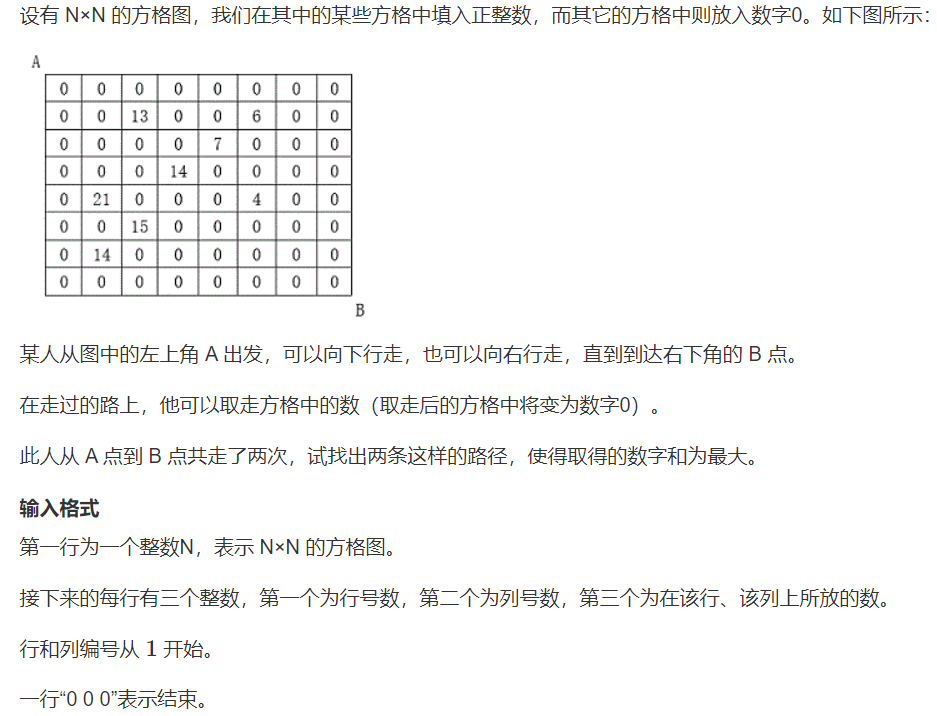 设有 N×N 的方格图，我们在其中的某些方格中填入正整数，而其它的方格中则放入数字0。如下图所示：
A
0 0 0 0 0 0 0 0
0 0 13 0 0 6 0 0
0 0 0 0 7 0 0 0
0 0 0 14 0 0 0 0
0 21 0 0 0 4 0 0
0 0 15 0 0 0 0 0
0 14 0 0 0 0 0 0
0 0 0 0 0 0 0 0
B
某人从图中的左上角 A 出发，可以向下行走，也可以向右行走，直到到达右下角的 B 点。
在走过的路上，他可以取走方格中的数（取走后的方格中将变为数字0）。
此人从 A 点到 B 点共走了两次，试找出两条这样的路径，使得取得的数字和为最大。
输入格式
第一行为一个整数N，表示 N×N 的方格图。
接下来的每行有三个整数，第一个为行号数，第二个为列号数，第三个为在该行、该列上所放的数。
行和列编号从 1 开始。
一行“0 0 0”表示结束。